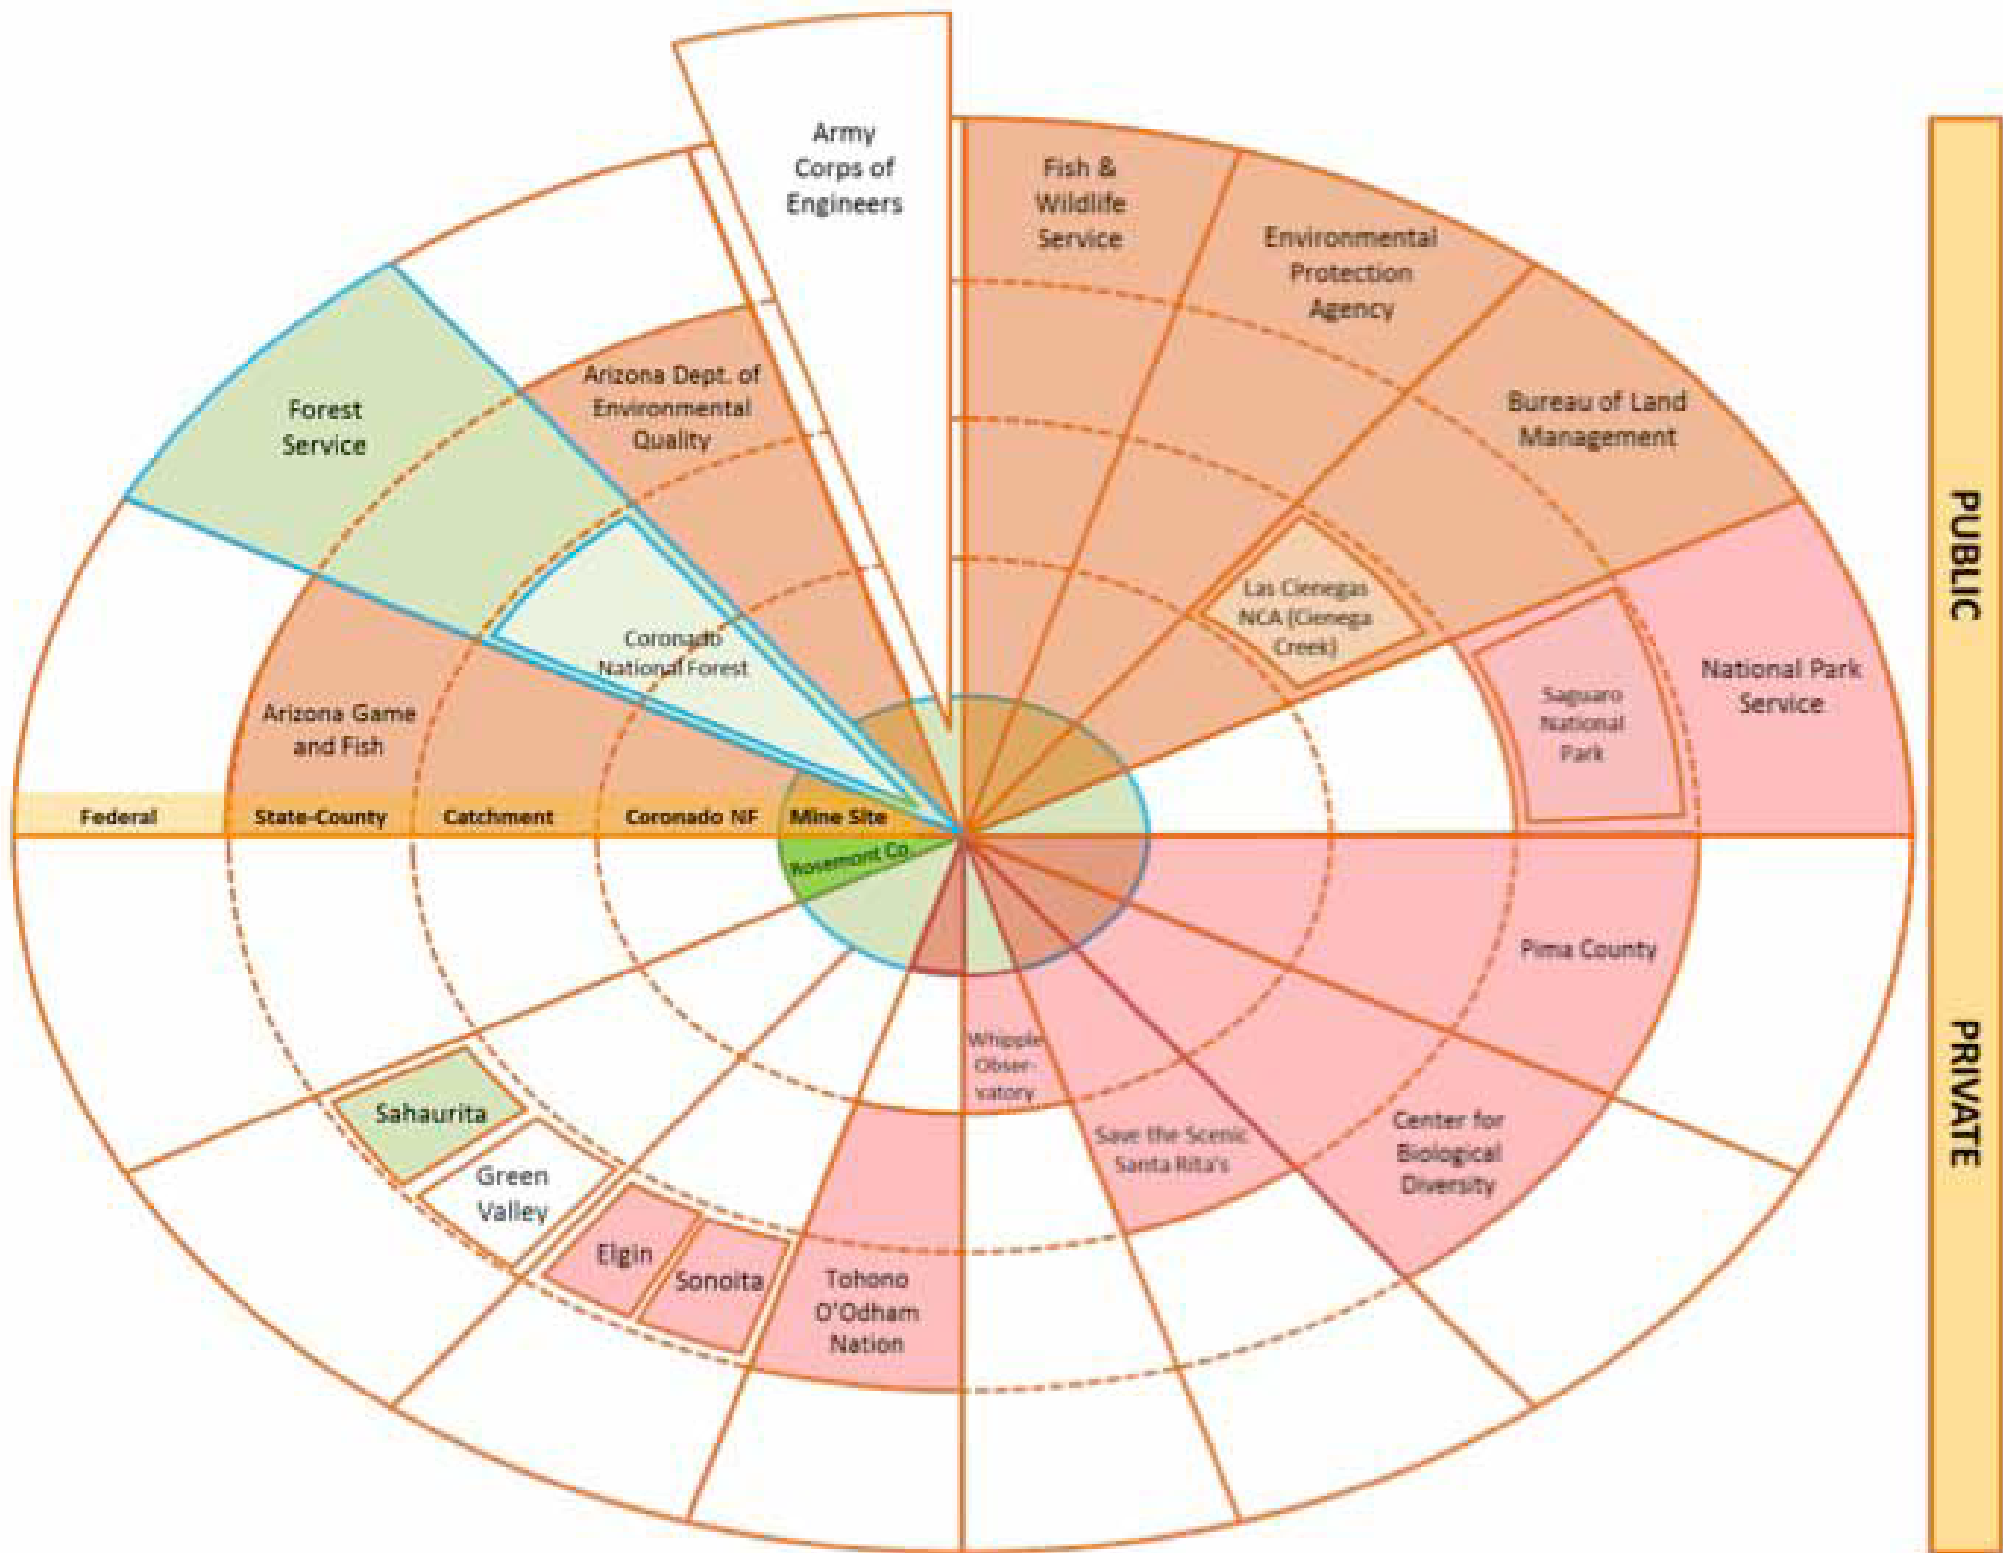 Army
Corps of
Engineers
Fish &
Wildlife
Service
Environmental
Protection
Agency
Bureau of Land
Management
Forest
Service
Arizona Dept. of
Environmental
Quality
Las Cienegas
NCA (Cienega
Creek)
Coronado
National Forest
National Park
Service
Saguaro
National
Park
Arizona Game
and Fish
PUBLIC
Federal
State-County
Catchment
Coronado NF
Mine Site
Rosemont Co.
Pima County
Whipple
Obser-
vatory
Save the Scenic
Santa Rita's
Center for
Biological
Diversity
Sahaurita
Green
Valley
Elgin
Sonoita
Tohono
O'Odham
Nation
PRIVATE